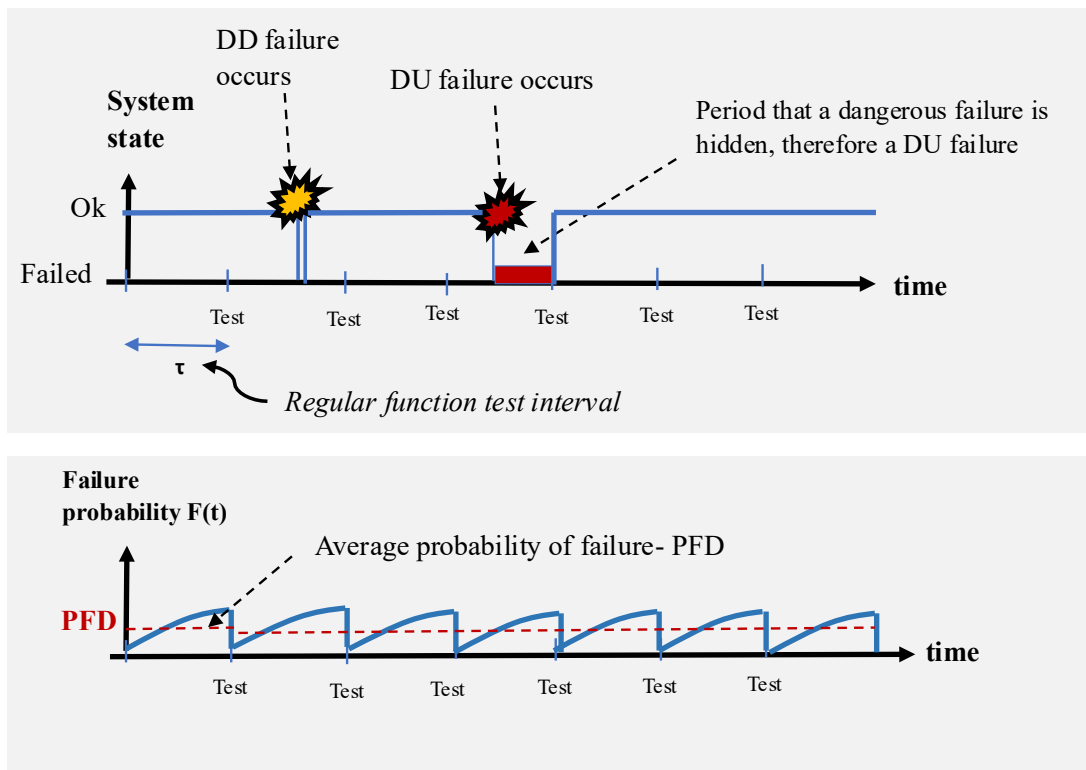 DD failure
occurs
DU failure occurs
System
state
Period that a dangerous failure is
hidden, therefore a DU failure
Ok
Failed
time
Test
Test
Test
Test
Test
Test
τ
Regular function test interval
Failure
probability F(t)
Average probability of failure- PFD
PFD
time
Test
Test
Test
Test
Test
Test